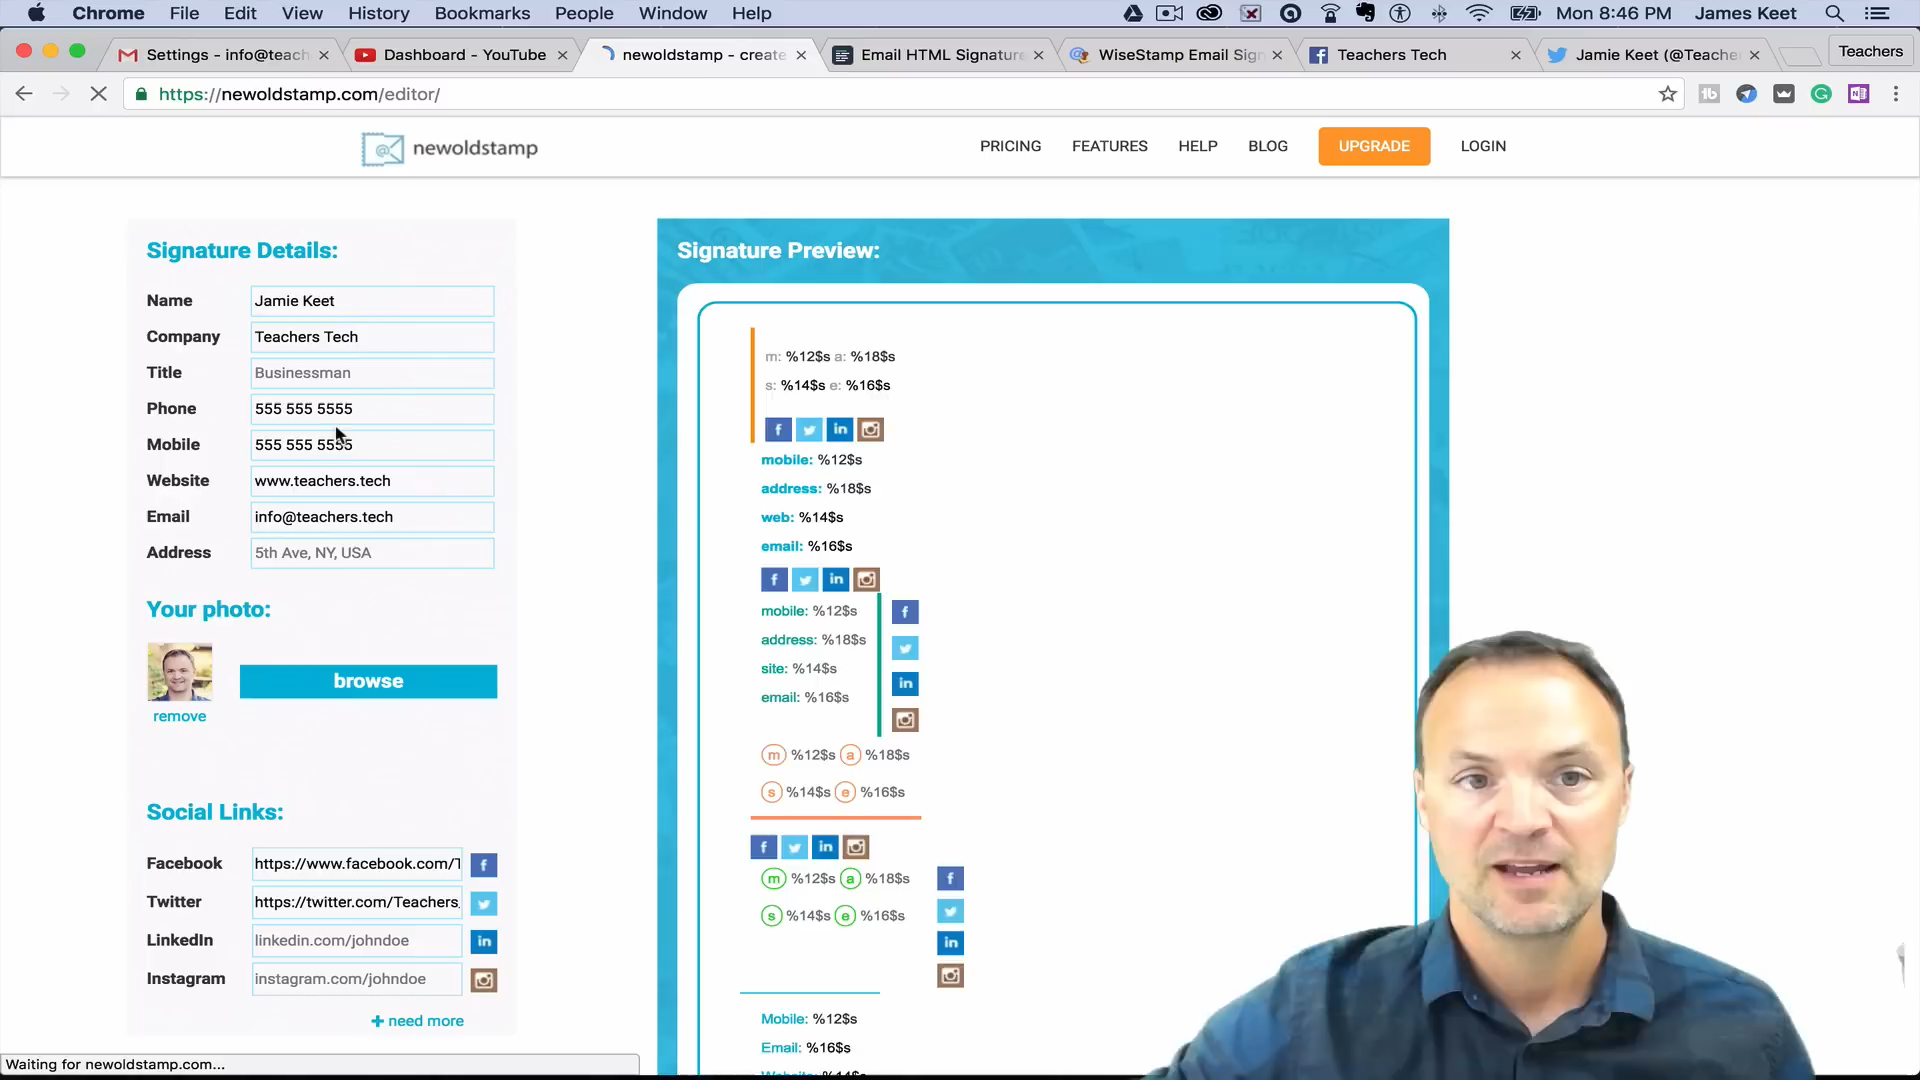 Chrome File Edit View History Bookmarks People Window Help Mon 8:46 PM James Keet
Settings - info@teach Dashboard - YouTube newoldstamp - create Email HTML Signature WiseStamp Email Sign Teachers Tech Jamie Keet (@Teache Teachers
https://newoldstamp.com/editor/
newoldstamp PRICING FEATURES HELP BLOG UPGRADE LOGIN
Signature Details:
Name Jamie Keet
Company Teachers Tech
Title Businessman
Phone 555 555 5555
Mobile 555 555 5555
Website www.teachers.tech
Email info@teachers.tech
Address 5th Ave, NY, USA
Your photo:
browse
remove
Social Links:
Facebook https://www.facebook.com/T
Twitter https://twitter.com/Teachers_
LinkedIn linkedin.com/johndoe
Instagram instagram.com/johndoe
+ need more
Waiting for newoldstamp.com...
Signature Preview:
m: %12$s a: %18$s
s: %14$s e: %16$s
mobile: %12$s
address: %18$s
web: %14$s
email: %16$s
mobile: %12$s
address: %18$s
site: %14$s
email: %16$s
m %12$s a %18$s
s %14$s e %16$s
m %12$s a %18$s
s %14$s e %16$s
Mobile: %12$s
Email: %16$s
Website: %14$s